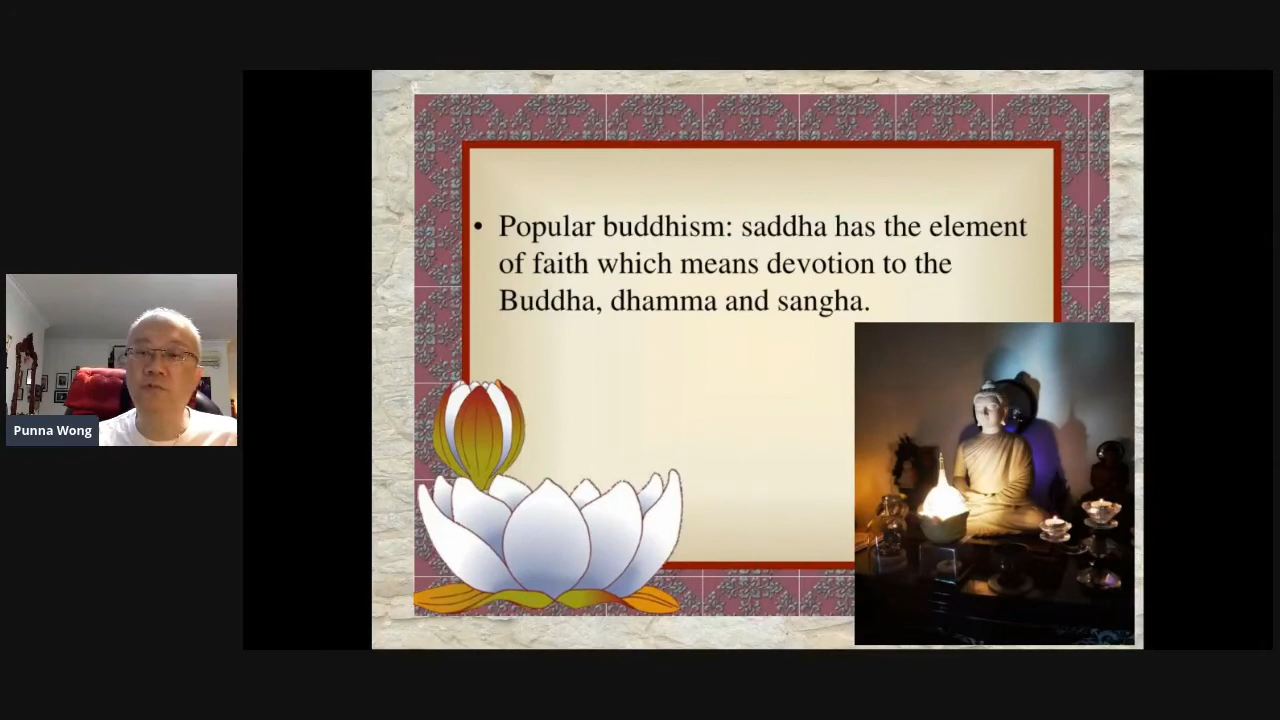 • Popular buddhism: saddha has the element
of faith which means devotion to the
Buddha, dhamma and sangha.
Punna Wong